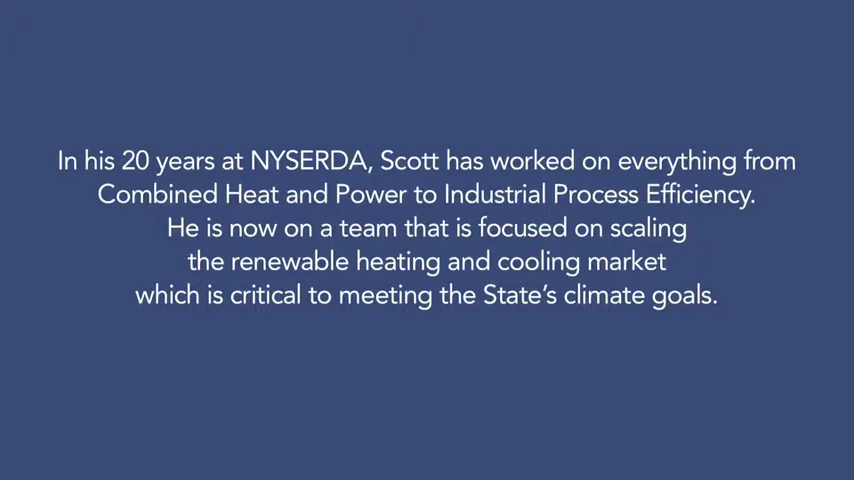 In his 20 years at NYSERDA, Scott has worked on everything from
Combined Heat and Power to Industrial Process Efficiency.
He is now on a team that is focused on scaling
the renewable heating and cooling market
which is critical to meeting the State’s climate goals.